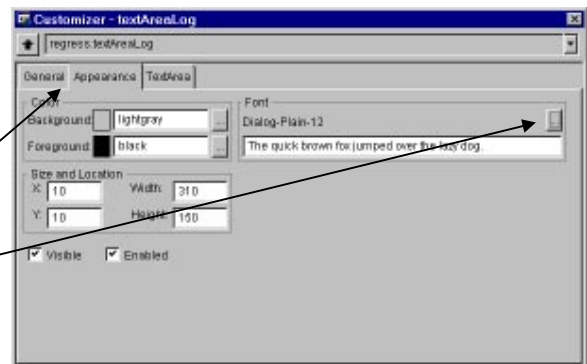 Customizer - textAreaLog
regress.textAreaLog
General Appearance TextArea
Color
Background: lightgray ...
Foreground: black ...
Font
Dialog-Plain-12
The quick brown fox jumped over the lazy dog.
Size and Location
X: 10 Width: 310
Y: 10 Height: 150
Visible Enabled